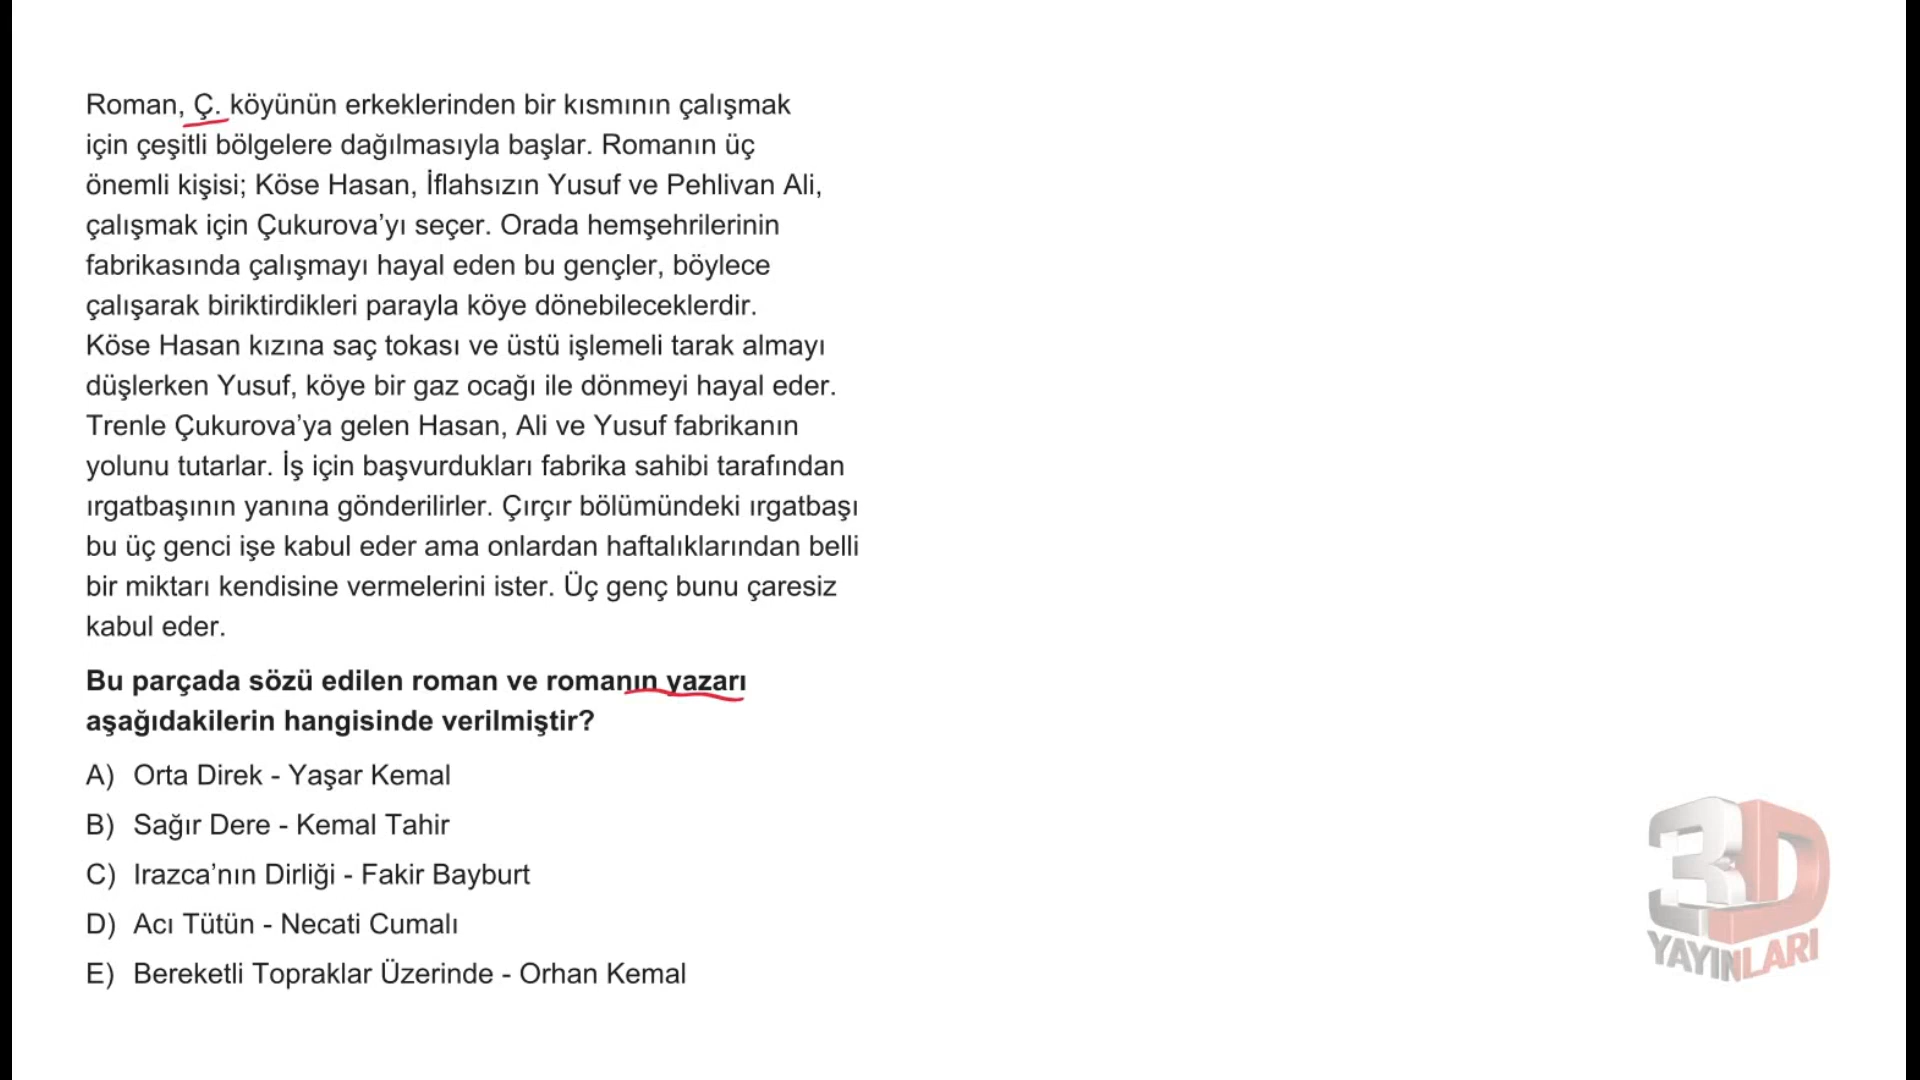 Roman, Ç. köyünün erkeklerinden bir kısmının çalışmak
için çeşitli bölgelere dağılmasıyla başlar. Romanın üç
önemli kişisi; Köse Hasan, İflahsızın Yusuf ve Pehlivan Ali,
çalışmak için Çukurova’yı seçer. Orada hemşehrilerinin
fabrikasında çalışmayı hayal eden bu gençler, böylece
çalışarak biriktirdikleri parayla köye dönebileceklerdir.
Köse Hasan kızına saç tokası ve üstü işlemeli tarak almayı
düşlerken Yusuf, köye bir gaz ocağı ile dönmeyi hayal eder.
Trenle Çukurova’ya gelen Hasan, Ali ve Yusuf fabrikanın
yolunu tutarlar. İş için başvurdukları fabrika sahibi tarafından
ırgatbaşının yanına gönderilirler. Çırçır bölümündeki ırgatbaşı
bu üç genci işe kabul eder ama onlardan haftalıklarından belli
bir miktarı kendisine vermelerini ister. Üç genç bunu çaresiz
kabul eder.
Bu parçada sözü edilen roman ve romanın yazarı
aşağıdakilerin hangisinde verilmiştir?
A) Orta Direk - Yaşar Kemal
B) Sağır Dere - Kemal Tahir
C) Irazca’nın Dirliği - Fakir Bayburt
D) Acı Tütün - Necati Cumalı
E) Bereketli Topraklar Üzerinde - Orhan Kemal
3D
YAYINLARI